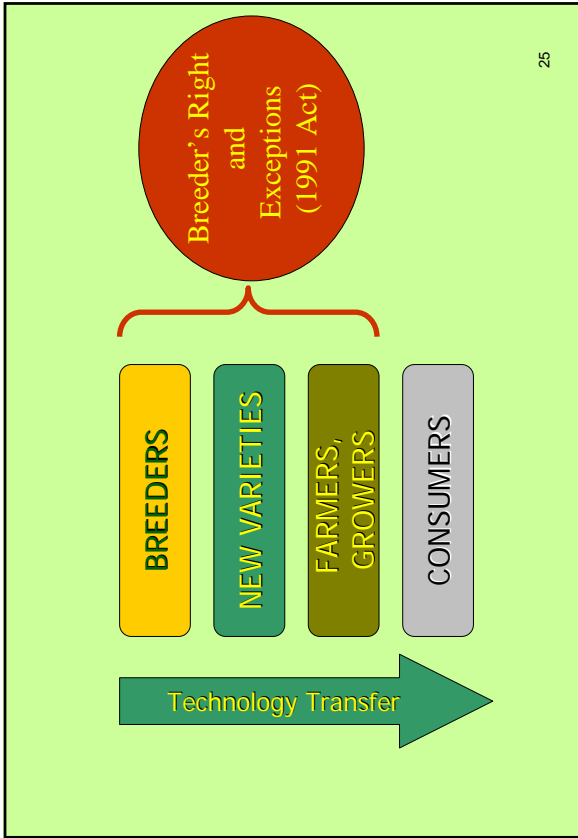 Technology Transfer
BREEDERS
NEW VARIETIES
FARMERS,
GROWERS
CONSUMERS
Breeder's Right
and
Exceptions
(1991 Act)
25